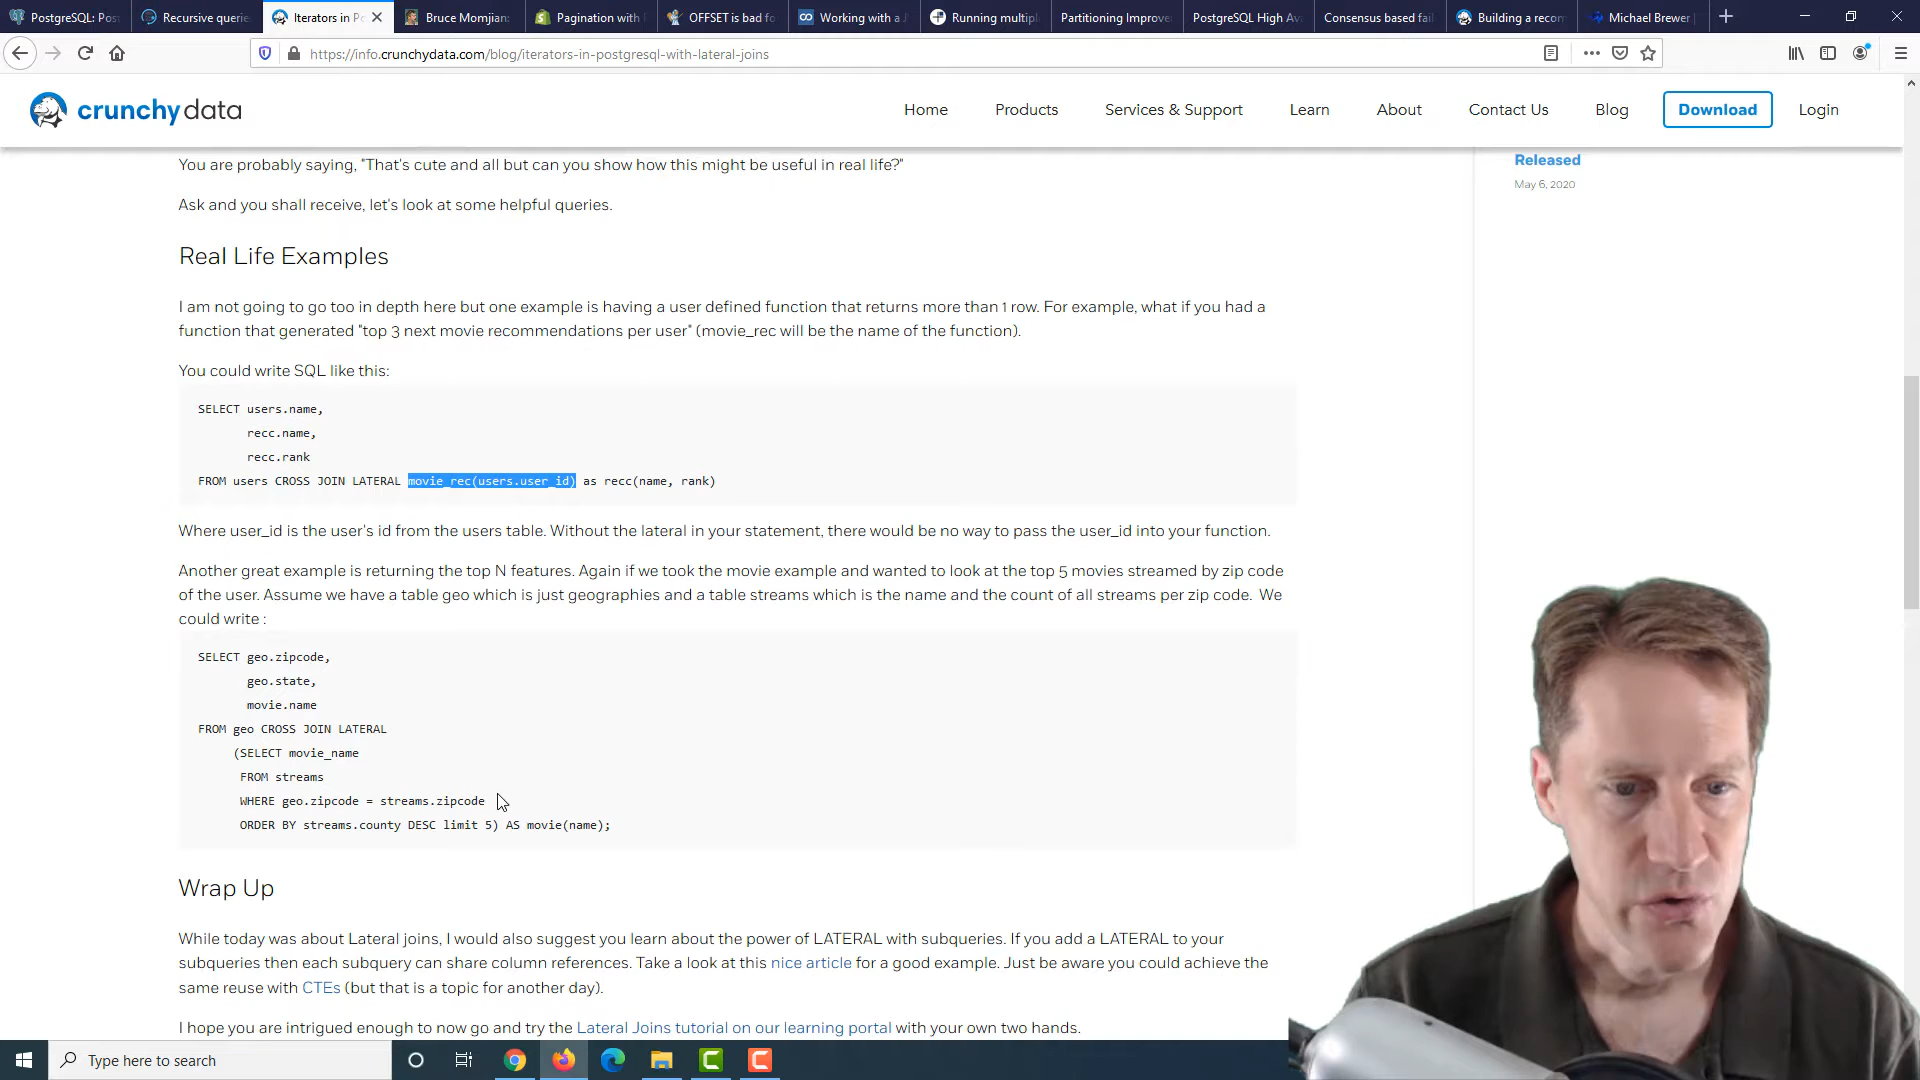 PostgreSQL: Pos
Recursive querie
Iterators in Po
Bruce Momjian:
Pagination with
OFFSET is bad fo
Working with a J
Running multipl
Partitioning Improvem
PostgreSQL High Av
Consensus based fail
Building a recom
Michael Brewer |
https://info.crunchydata.com/blog/iterators-in-postgresql-with-lateral-joins
crunchy data
Home
Products
Services & Support
Learn
About
Contact Us
Blog
Download
Login
You are probably saying, "That's cute and all but can you show how this might be useful in real life?"
Released
May 6, 2020
Ask and you shall receive, let's look at some helpful queries.
Real Life Examples
I am not going to go too in depth here but one example is having a user defined function that returns more than 1 row. For example, what if you had a
function that generated "top 3 next movie recommendations per user" (movie_rec will be the name of the function).
You could write SQL like this:
SELECT users.name,
recc.name,
recc.rank
FROM users CROSS JOIN LATERAL movie_rec(users.user_id) as recc(name, rank)
Where user_id is the user's id from the users table. Without the lateral in your statement, there would be no way to pass the user_id into your function.
Another great example is returning the top N features. Again if we took the movie example and wanted to look at the top 5 movies streamed by zip code
of the user. Assume we have a table geo which is just geographies and a table streams which is the name and the count of all streams per zip code. We
could write :
SELECT geo.zipcode,
geo.state,
movie.name
FROM geo CROSS JOIN LATERAL
(SELECT movie_name
FROM streams
WHERE geo.zipcode = streams.zipcode
ORDER BY streams.county DESC limit 5) AS movie(name);
Wrap Up
While today was about Lateral joins, I would also suggest you learn about the power of LATERAL with subqueries. If you add a LATERAL to your
subqueries then each subquery can share column references. Take a look at this nice article for a good example. Just be aware you could achieve the
same reuse with CTEs (but that is a topic for another day).
I hope you are intrigued enough to now go and try the Lateral Joins tutorial on our learning portal with your own two hands.
Type here to search